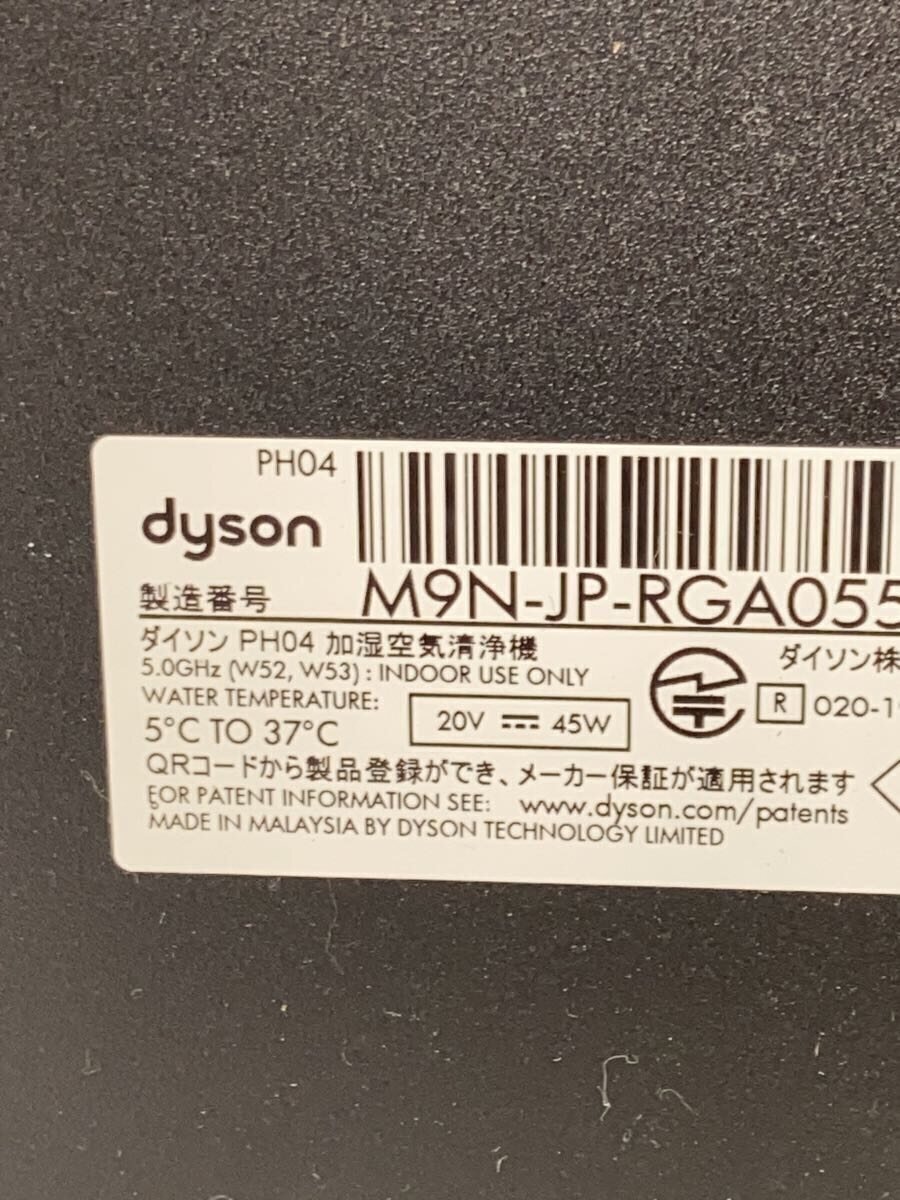 PH04
dyson
製造番号 M9N-JP-RGA055
ダイソン PH04 加湿空気清浄機
ダイソン株
5.0GHz (W52, W53) : INDOOR USE ONLY
R 020-1
WATER TEMPERATURE:
5°C TO 37°C
20V ⎓ 45W
QRコードから製品登録ができ、メーカー保証が適用されます
FOR PATENT INFORMATION SEE: www.dyson.com/patents
MADE IN MALAYSIA BY DYSON TECHNOLOGY LIMITED